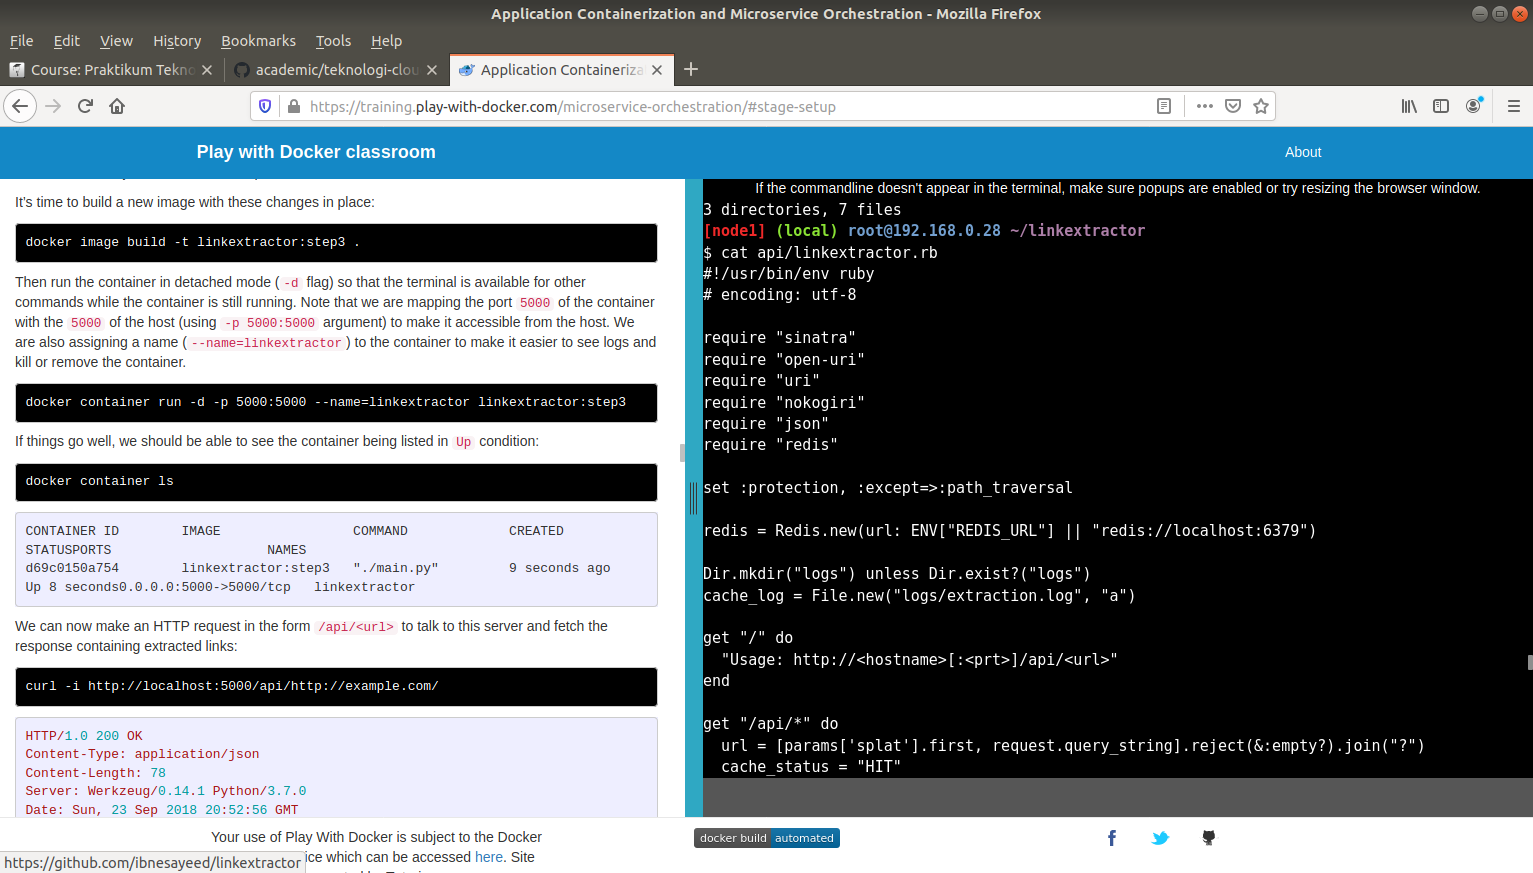 Application Containerization and Microservice Orchestration - Mozilla Firefox
File Edit View History Bookmarks Tools Help
Course: Praktikum Tekno
academic/teknologi-clou
Application Containeriza
https://training.play-with-docker.com/microservice-orchestration/#stage-setup
Play with Docker classroom
About
It's time to build a new image with these changes in place:
docker image build -t linkextractor:step3 .
Then run the container in detached mode ( -d flag) so that the terminal is available for other
commands while the container is still running. Note that we are mapping the port 5000 of the container
with the 5000 of the host (using -p 5000:5000 argument) to make it accessible from the host. We
are also assigning a name ( --name=linkextractor ) to the container to make it easier to see logs and
kill or remove the container.
docker container run -d -p 5000:5000 --name=linkextractor linkextractor:step3
If things go well, we should be able to see the container being listed in Up condition:
docker container ls
CONTAINER ID IMAGE COMMAND CREATED
STATUSPORTS NAMES
d69c0150a754 linkextractor:step3 "./main.py" 9 seconds ago
Up 8 seconds0.0.0.0:5000->5000/tcp linkextractor
We can now make an HTTP request in the form /api/<url> to talk to this server and fetch the
response containing extracted links:
curl -i http://localhost:5000/api/http://example.com/
HTTP/1.0 200 OK
Content-Type: application/json
Content-Length: 78
Server: Werkzeug/0.14.1 Python/3.7.0
Date: Sun, 23 Sep 2018 20:52:56 GMT
If the commandline doesn't appear in the terminal, make sure popups are enabled or try resizing the browser window.
3 directories, 7 files
[node1] (local) root@192.168.0.28 ~/linkextractor
$ cat api/linkextractor.rb
#!/usr/bin/env ruby
# encoding: utf-8
require "sinatra"
require "open-uri"
require "uri"
require "nokogiri"
require "json"
require "redis"
set :protection, :except=>:path_traversal
redis = Redis.new(url: ENV["REDIS_URL"] || "redis://localhost:6379")
Dir.mkdir("logs") unless Dir.exist?("logs")
cache_log = File.new("logs/extraction.log", "a")
get "/" do
"Usage: http://<hostname>[:<prt>]/api/<url>"
end
get "/api/*" do
url = [params['splat'].first, request.query_string].reject(&:empty?).join("?")
cache_status = "HIT"
Your use of Play With Docker is subject to the Docker
ice which can be accessed here. Site
docker build automated
https://github.com/ibnesayeed/linkextractor